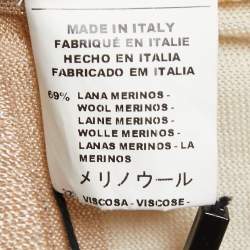 MADE IN ITALY
FABRIQUÉ EN ITALIE
HECHO EN ITALIA
FABRICADO EM ITALIA
69% LANA MERINOS -
WOOL MERINOS -
LAINE MERINOS -
WOLLE MERINOS -
LANAS MERINOS - LA
MERINOS
メリノウール
VISCOSA - VISCOSE -